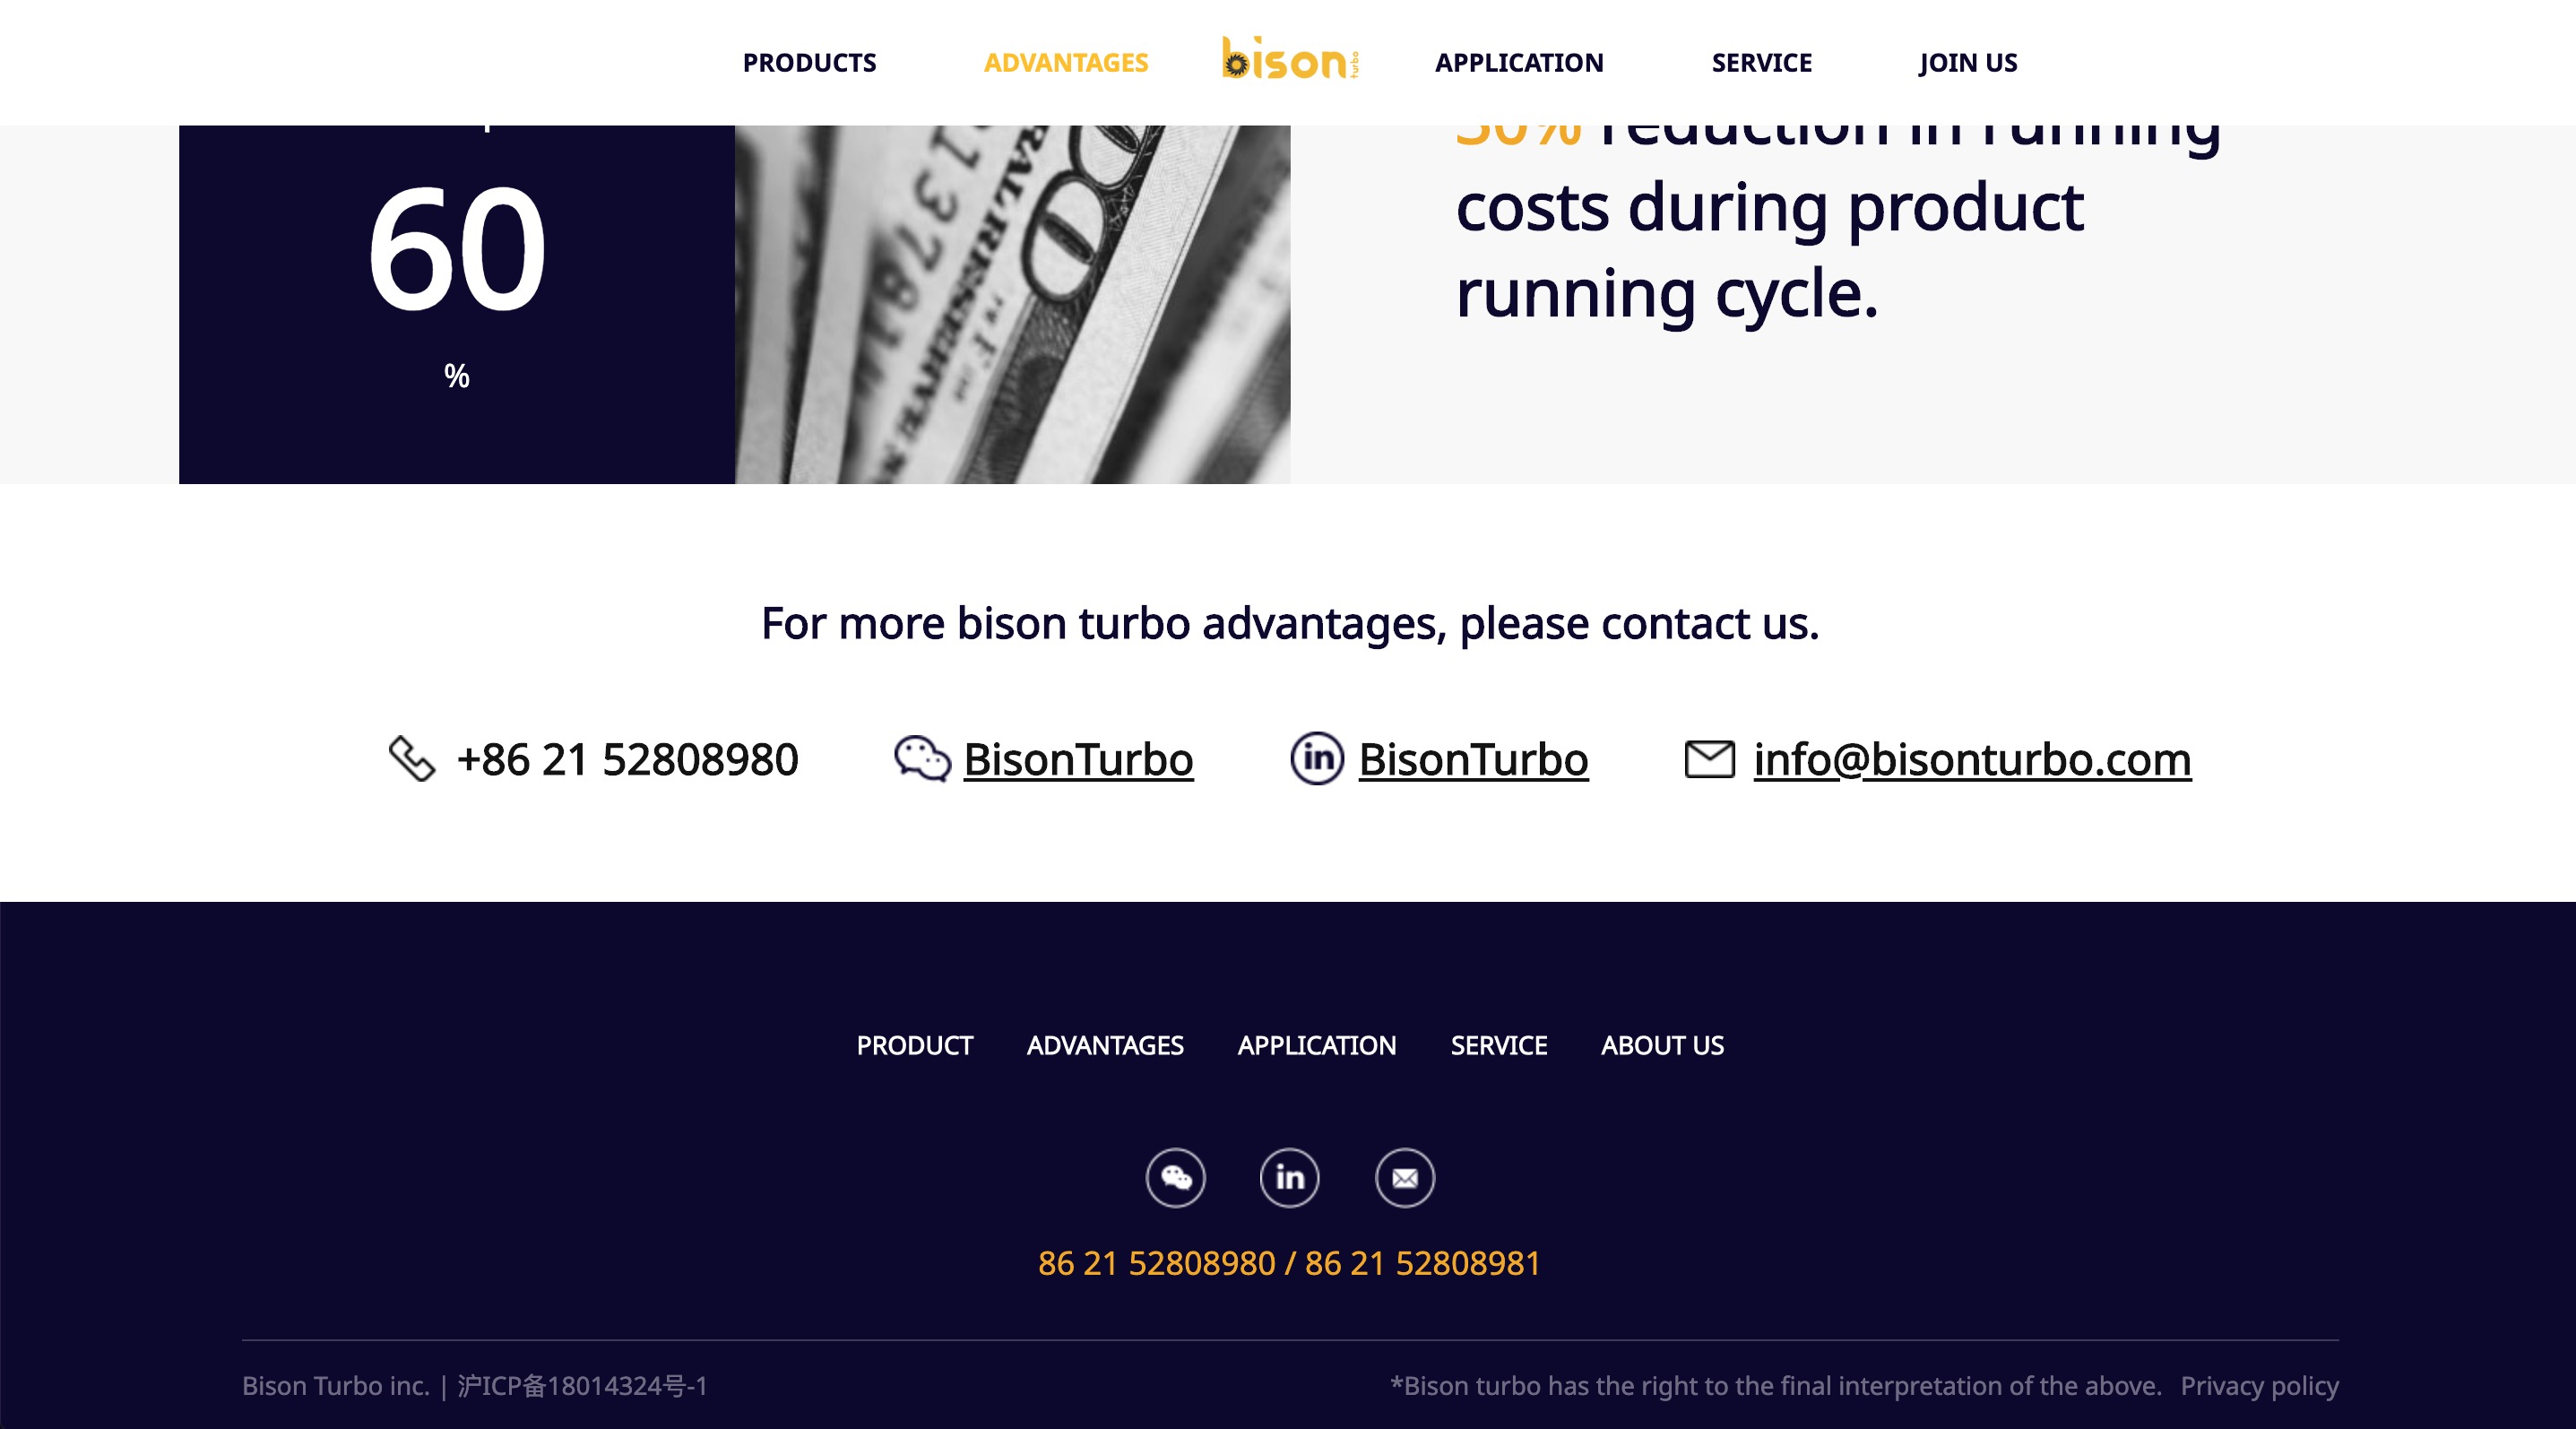 PRODUCTS ADVANTAGES bison turbo APPLICATION SERVICE JOIN US
reduction in running
costs during product
running cycle.
60
%
For more bison turbo advantages, please contact us.
+86 21 52808980 BisonTurbo in BisonTurbo info@bisonturbo.com
PRODUCT ADVANTAGES APPLICATION SERVICE ABOUT US
in
86 21 52808980 / 86 21 52808981
Bison Turbo inc. | 沪ICP备18014324号-1 *Bison turbo has the right to the final interpretation of the above. Privacy policy